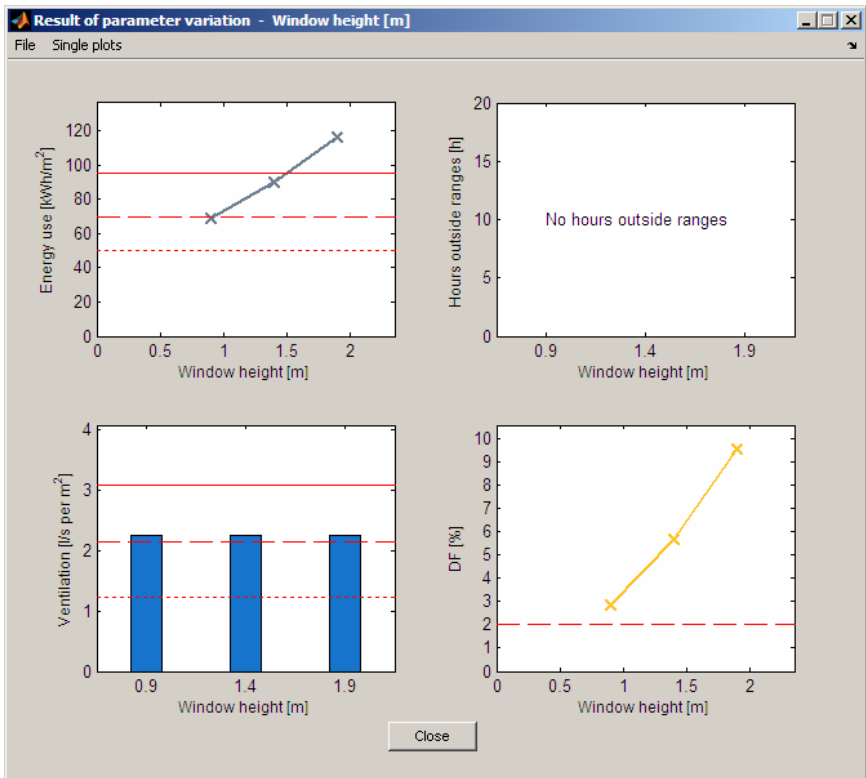 Result of parameter variation - Window height [m]
File Single plots
Energy use [kWh/m²]
120
100
80
60
40
20
0
0 0.5 1 1.5 2
Window height [m]
Hours outside ranges [h]
20
15
10
5
0
No hours outside ranges
0.9 1.4 1.9
Window height [m]
Ventilation [l/s per m²]
4
3
2
1
0
0.9 1.4 1.9
Window height [m]
DF [%]
10
9
8
7
6
5
4
3
2
1
0
0 0.5 1 1.5 2
Window height [m]
Close